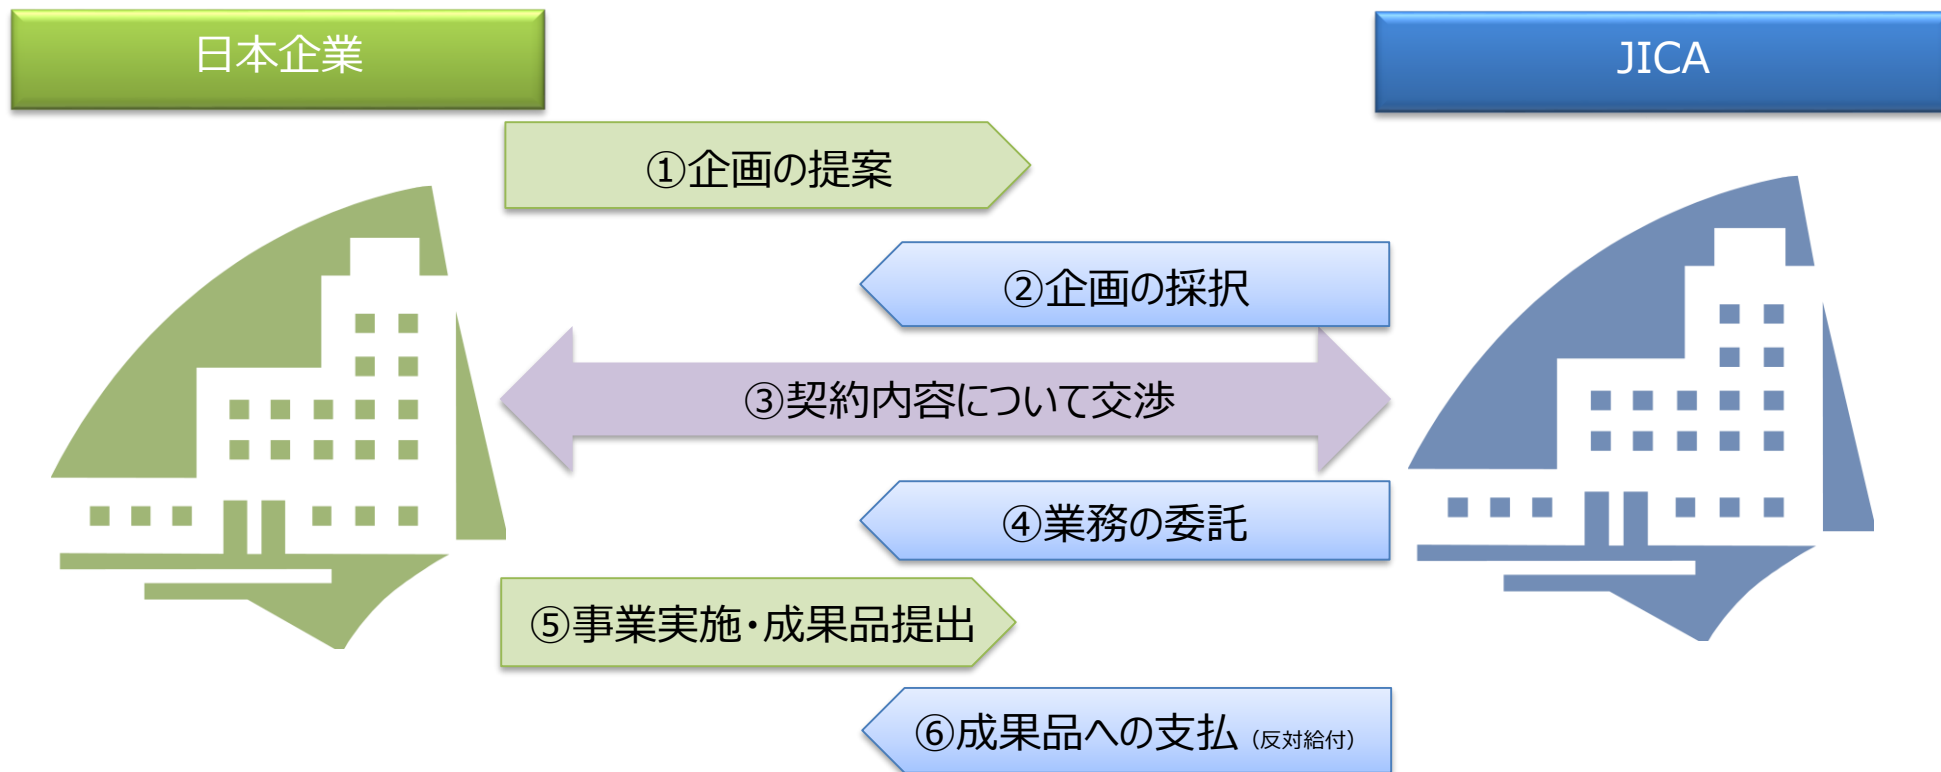 日本企業
JICA
①企画の提案
②企画の採択
③契約内容について交渉
④業務の委託
⑤事業実施・成果品提出
⑥成果品への支払（反対給付）